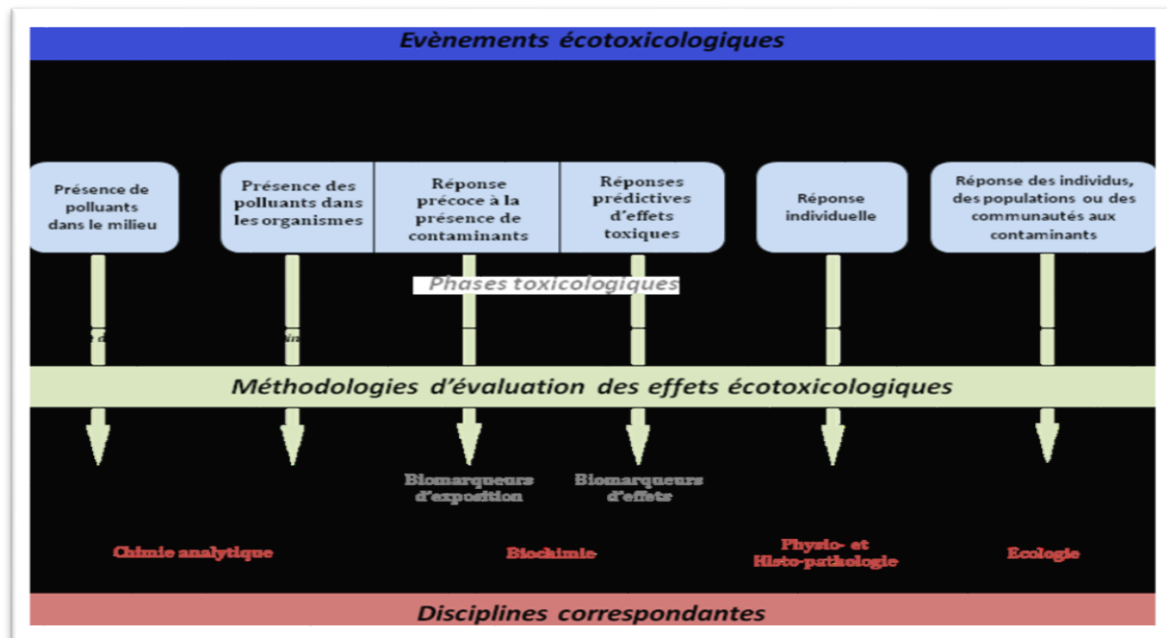 Evènements écotoxicologiques
Présence de
polluants
dans le milieu
Présence des
polluants dans
les organismes
Réponse
précoce à la
présence de
contaminants
Réponses
prédictives
d'effets
toxiques
Réponse
individuelle
Réponse des individus,
des populations ou des
communautés aux
contaminants
Phases toxicologiques
Méthodologies d'évaluation des effets écotoxicologiques
Biomarqueurs
d'exposition
Biomarqueurs
d'effets
Chimie analytique
Biochimie
Physio- et
Histo-pathologie
Ecologie
Disciplines correspondantes